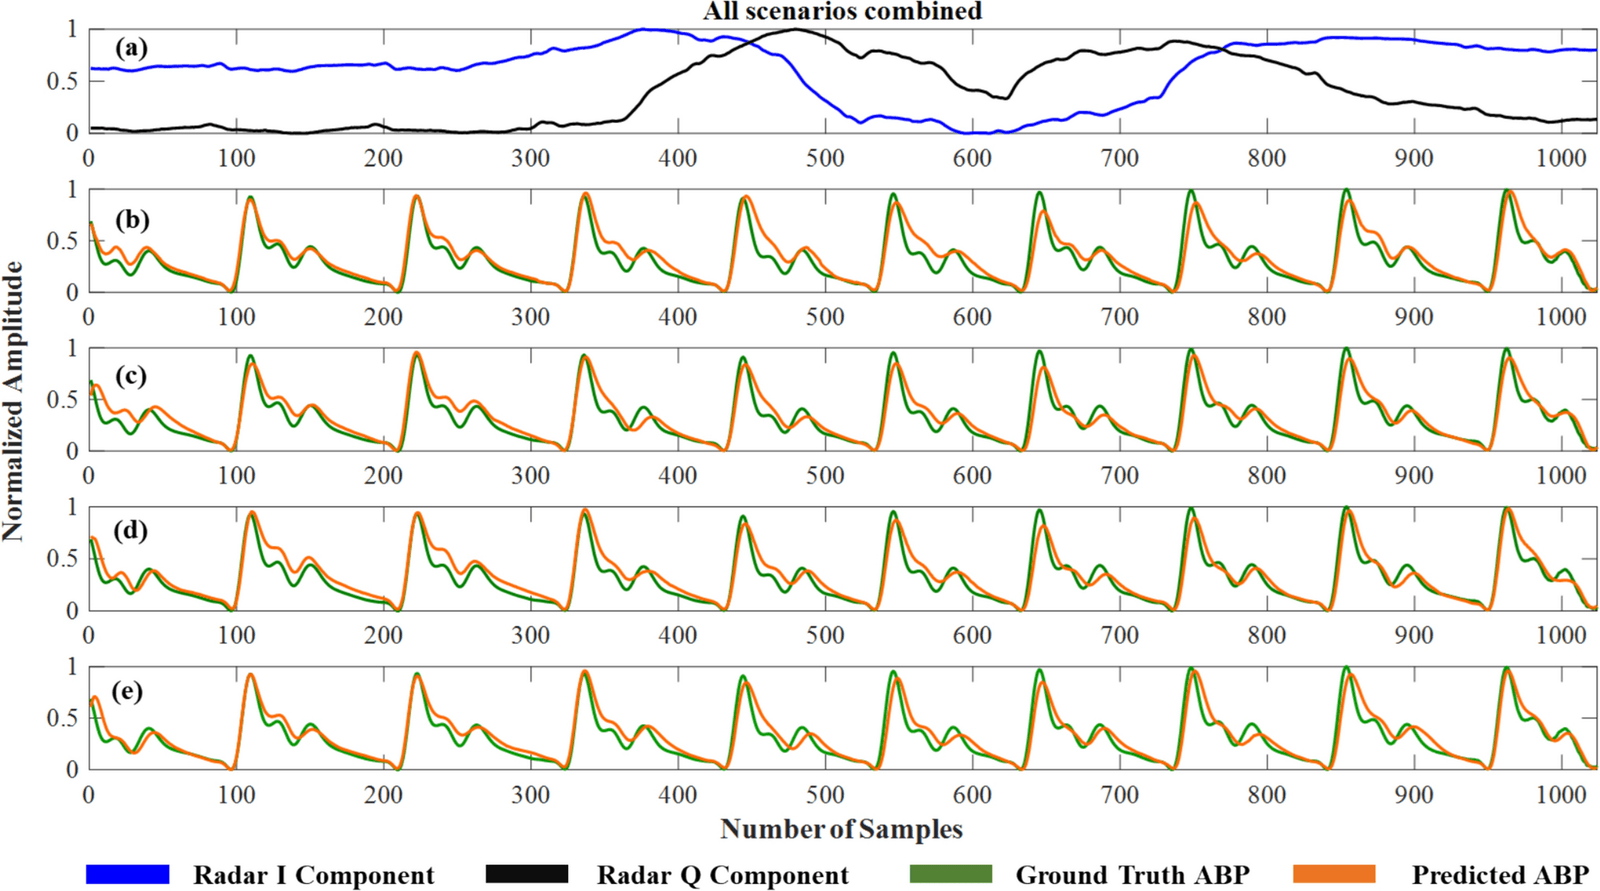 All scenarios combined
(a)
1
0.5
0
0 100 200 300 400 500 600 700 800 900 1000
(b)
1
0.5
0
0 100 200 300 400 500 600 700 800 900 1000
(c)
1
0.5
0
0 100 200 300 400 500 600 700 800 900 1000
(d)
1
0.5
0
0 100 200 300 400 500 600 700 800 900 1000
(e)
1
0.5
0
0 100 200 300 400 500 600 700 800 900 1000
Normalized Amplitude
Number of Samples
Radar I Component Radar Q Component Ground Truth ABP Predicted ABP